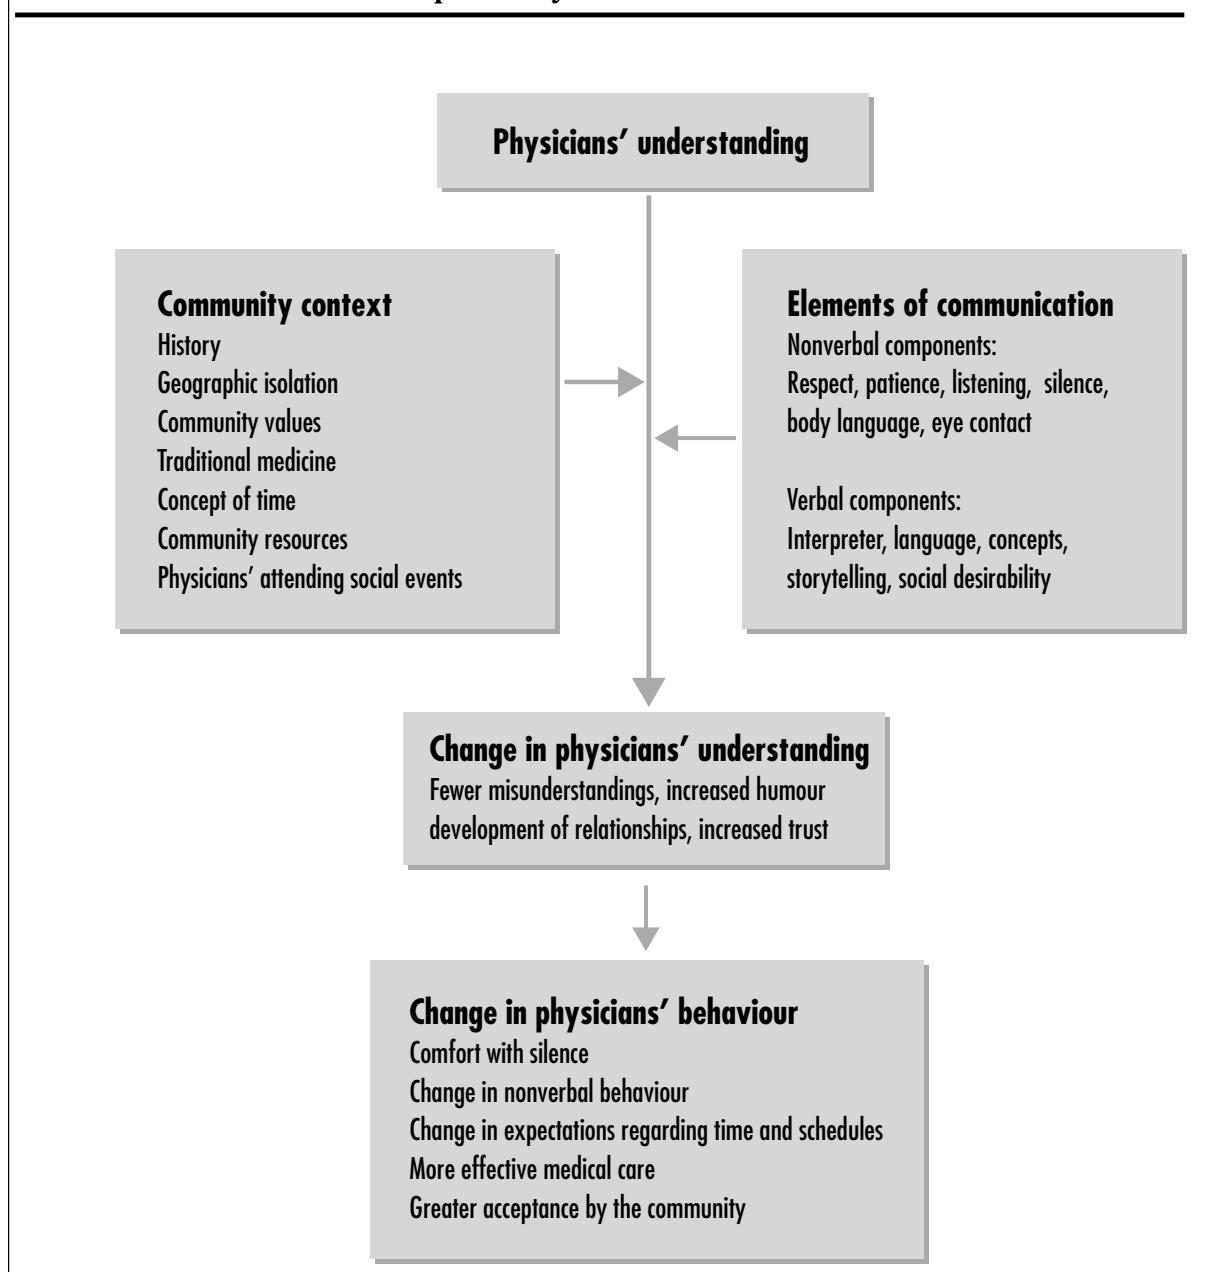 Physicians’ understanding
Community context
History
Geographic isolation
Community values
Traditional medicine
Concept of time
Community resources
Physicians’ attending social events
Elements of communication
Nonverbal components:
Respect, patience, listening, silence,
body language, eye contact
Verbal components:
Interpreter, language, concepts,
storytelling, social desirability
Change in physicians’ understanding
Fewer misunderstandings, increased humour
development of relationships, increased trust
Change in physicians’ behaviour
Comfort with silence
Change in nonverbal behaviour
Change in expectations regarding time and schedules
More effective medical care
Greater acceptance by the community